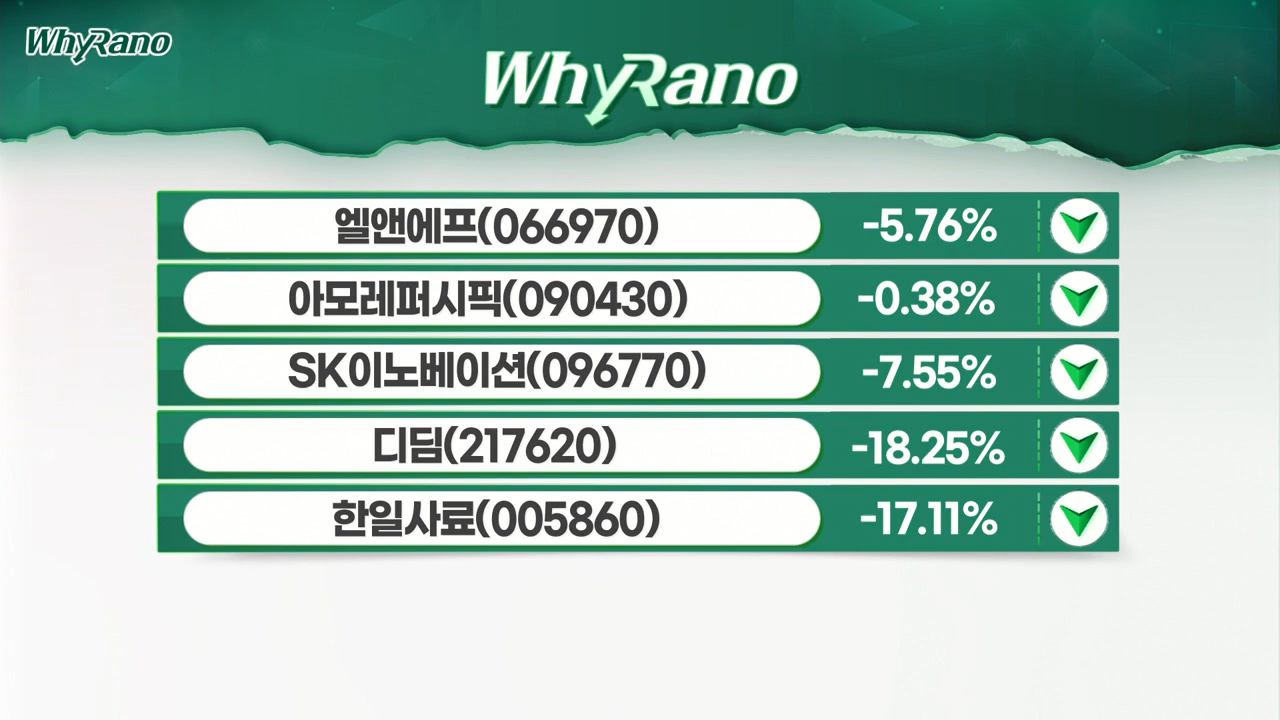 WhyRano
WhyRano
엘앤에프(066970) -5.76%
아모레퍼시픽(090430) -0.38%
SK이노베이션(096770) -7.55%
디딤(217620) -18.25%
한일사료(005860) -17.11%